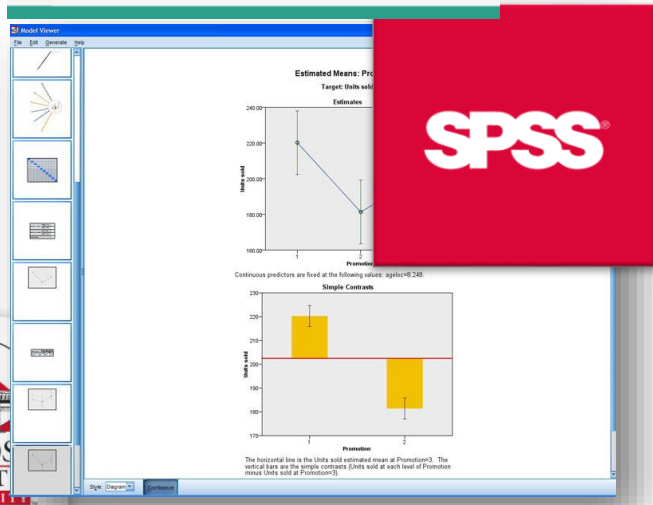 Model Viewer
File Edit Generate Help
SPSS®
Estimated Means: Pro
Target: Units sold
Estimates
240.00
220.00
200.00
180.00
160.00
Units sold
1 2
Promotion
Continuous predictors are fixed at the following values: ageloc=8.248.
Simple Contrasts
230
220
210
200
190
180
170
Units sold
1 2
Promotion
The horizontal line is the Units sold estimated mean at Promotion=3. The
vertical bars are the simple contrasts (Units sold at each level of Promotion
minus Units sold at Promotion=3).
Style: Diagram Confidence